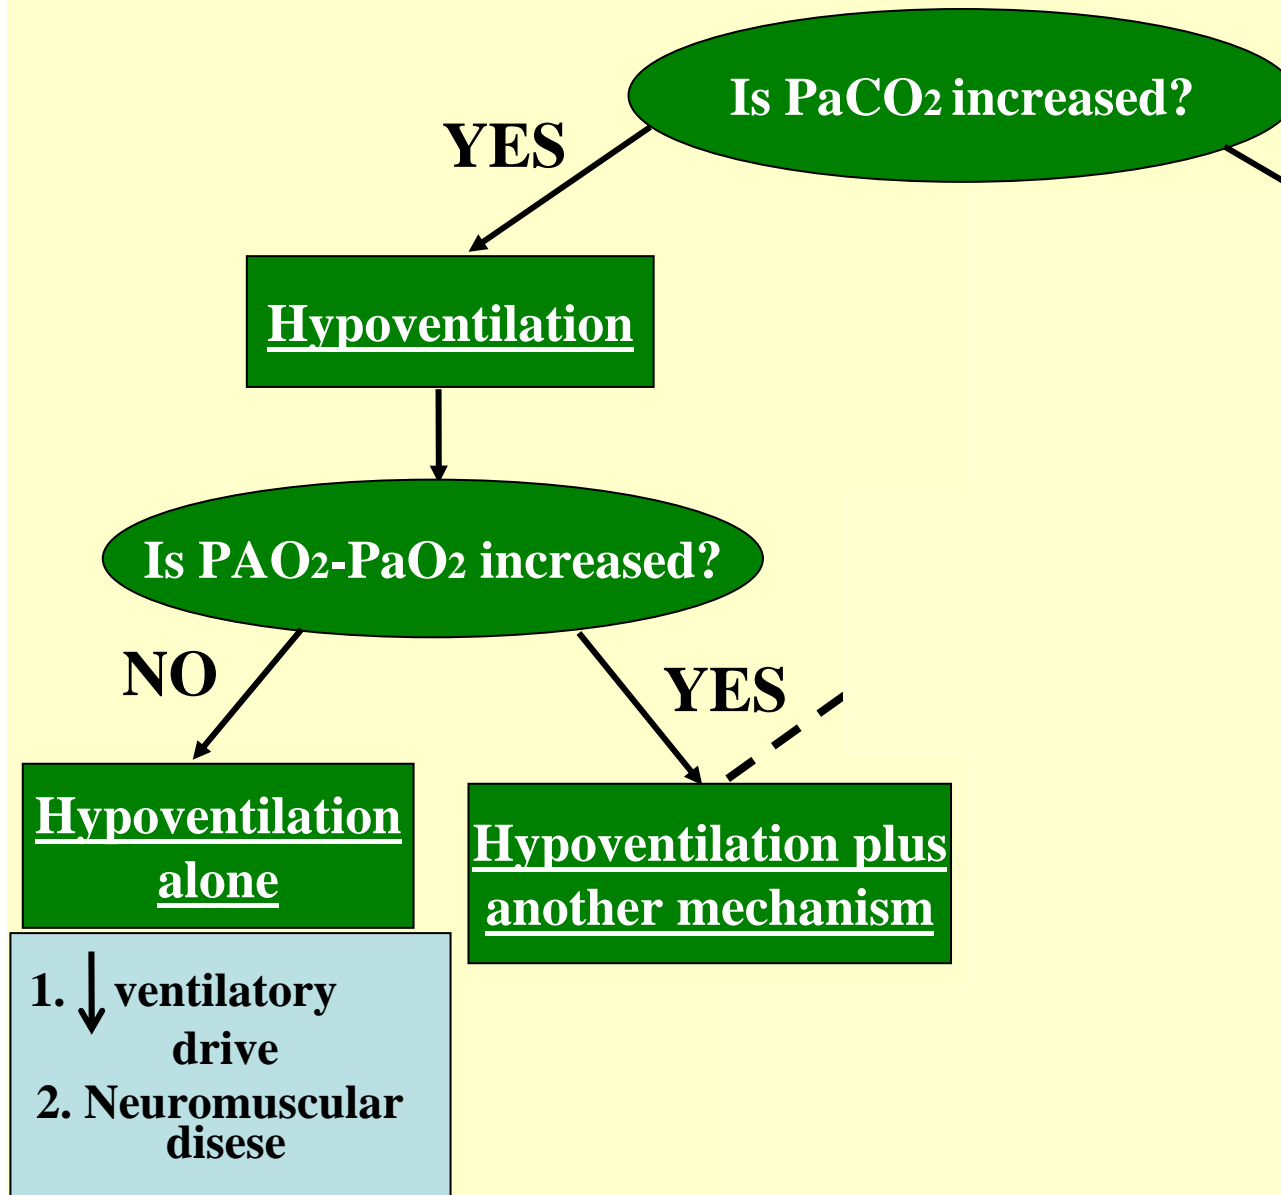 Is PaCO2 increased?
YES
Hypoventilation
Is PAO2-PaO2 increased?
NO
YES
Hypoventilation
alone
Hypoventilation plus
another mechanism
1. ↓ ventilatory
drive
2. Neuromuscular
disese